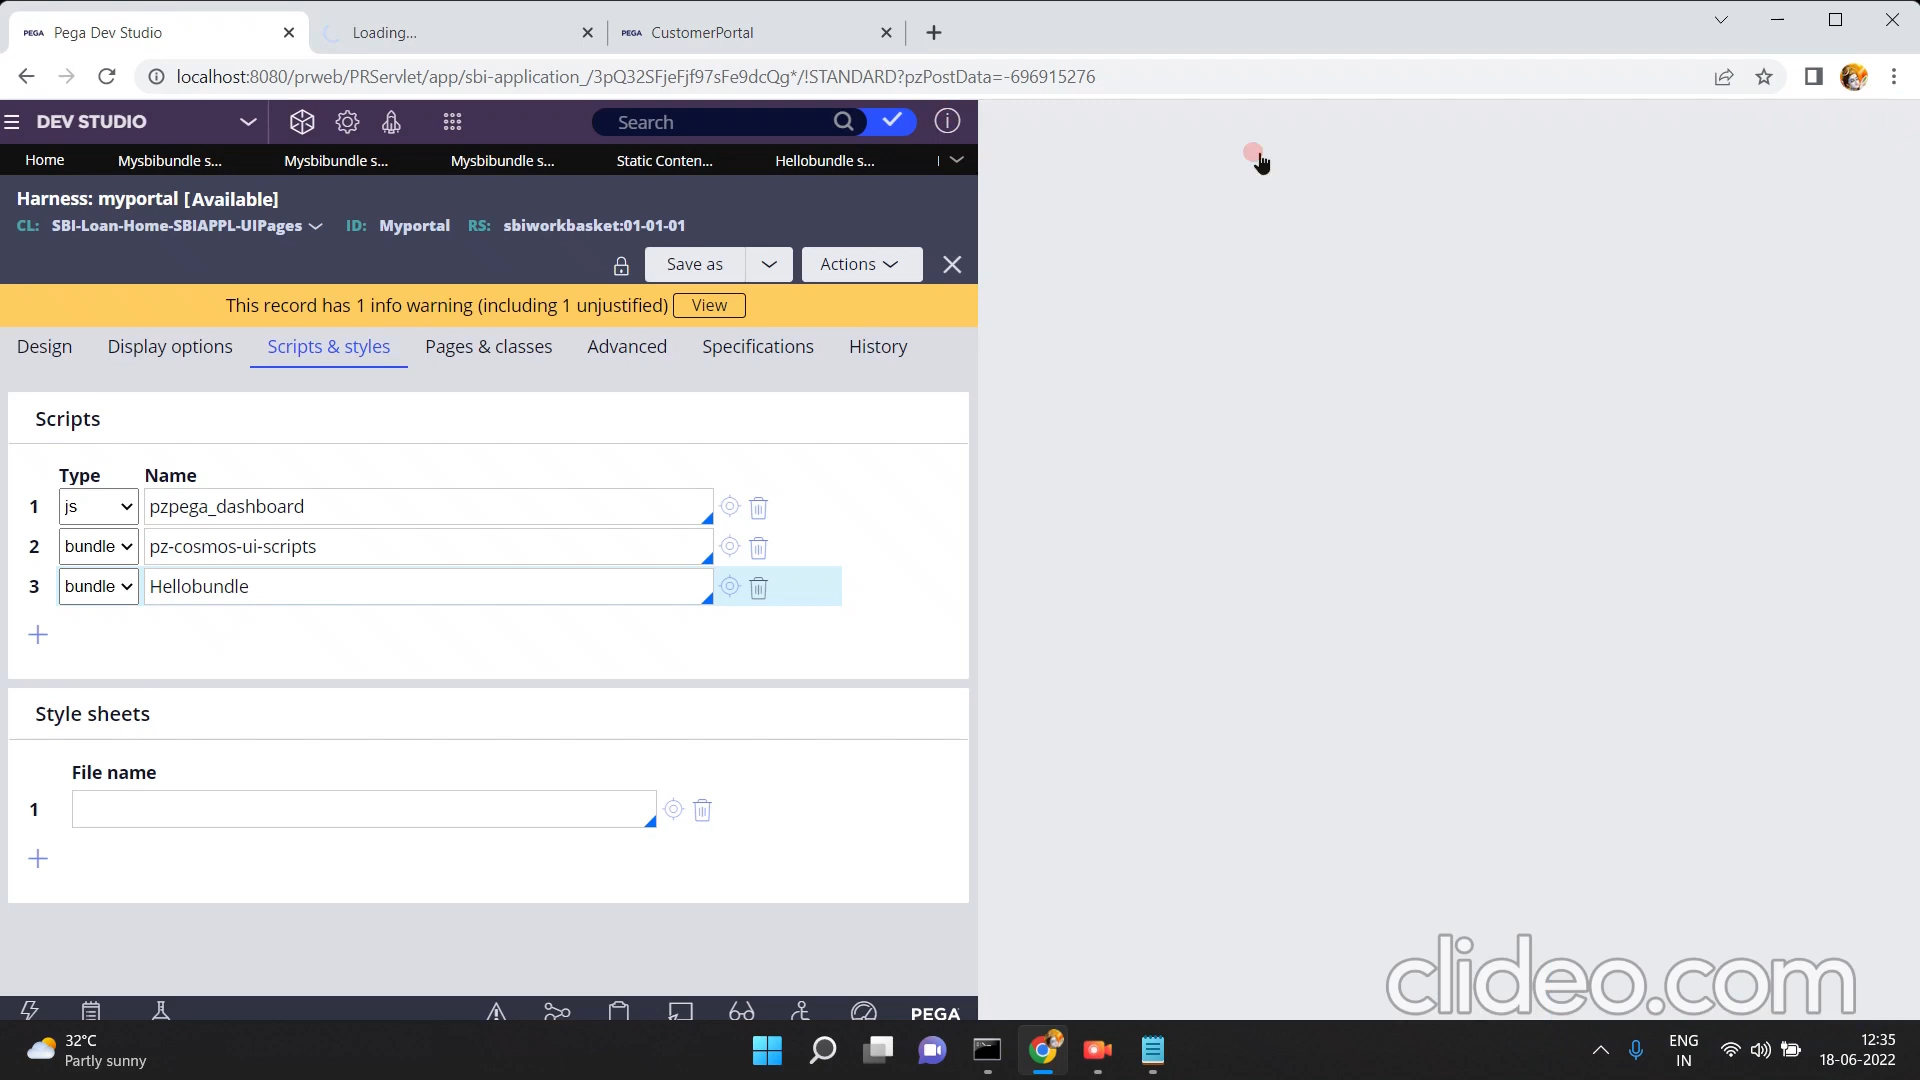 PEGA Pega Dev Studio Loading... PEGA CustomerPortal
localhost:8080/prweb/PRServlet/app/sbi-application_/3pQ32SFjeFjf97sFe9dcQg*/!STANDARD?pzPostData=-696915276
DEV STUDIO Search
Home Mysbibundle s... Mysbibundle s... Mysbibundle s... Static Conten... Hellobundle s...
Harness: myportal [Available]
CL: SBI-Loan-Home-SBIAPPL-UIPages ID: Myportal RS: sbiworkbasket:01-01-01
Save as Actions
This record has 1 info warning (including 1 unjustified) View
Design Display options Scripts & styles Pages & classes Advanced Specifications History
Scripts
Type Name
1 js pzpega_dashboard
2 bundle pz-cosmos-ui-scripts
3 bundle Hellobundle
Style sheets
File name
1
clideo.com
PEGA
32°C
Partly sunny
ENG
IN
12:35
18-06-2022